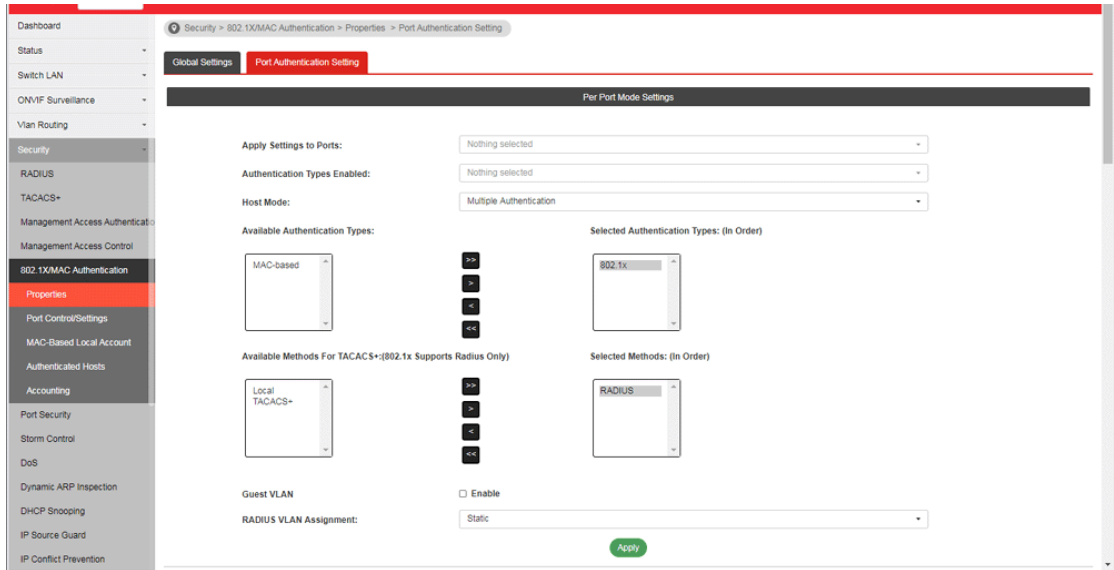 Dashboard
Status
Switch LAN
ONVIF Surveillance
Vlan Routing
Security
RADIUS
TACACS+
Management Access Authenticatio
Management Access Control
802.1X/MAC Authentication
Properties
Port Control/Settings
MAC-Based Local Account
Authenticated Hosts
Accounting
Port Security
Storm Control
DoS
Dynamic ARP Inspection
DHCP Snooping
IP Source Guard
IP Conflict Prevention
Security > 802.1X/MAC Authentication > Properties > Port Authentication Setting
Global Settings Port Authentication Setting
Per Port Mode Settings
Apply Settings to Ports: Nothing selected
Authentication Types Enabled: Nothing selected
Host Mode: Multiple Authentication
Available Authentication Types: Selected Authentication Types: (In Order)
MAC-based >> 802.1x
>
<
<<
Available Methods For TACACS+:(802.1x Supports Radius Only) Selected Methods: (In Order)
Local >> RADIUS
TACACS+ >
<
<<
Guest VLAN Enable
RADIUS VLAN Assignment: Static
Apply